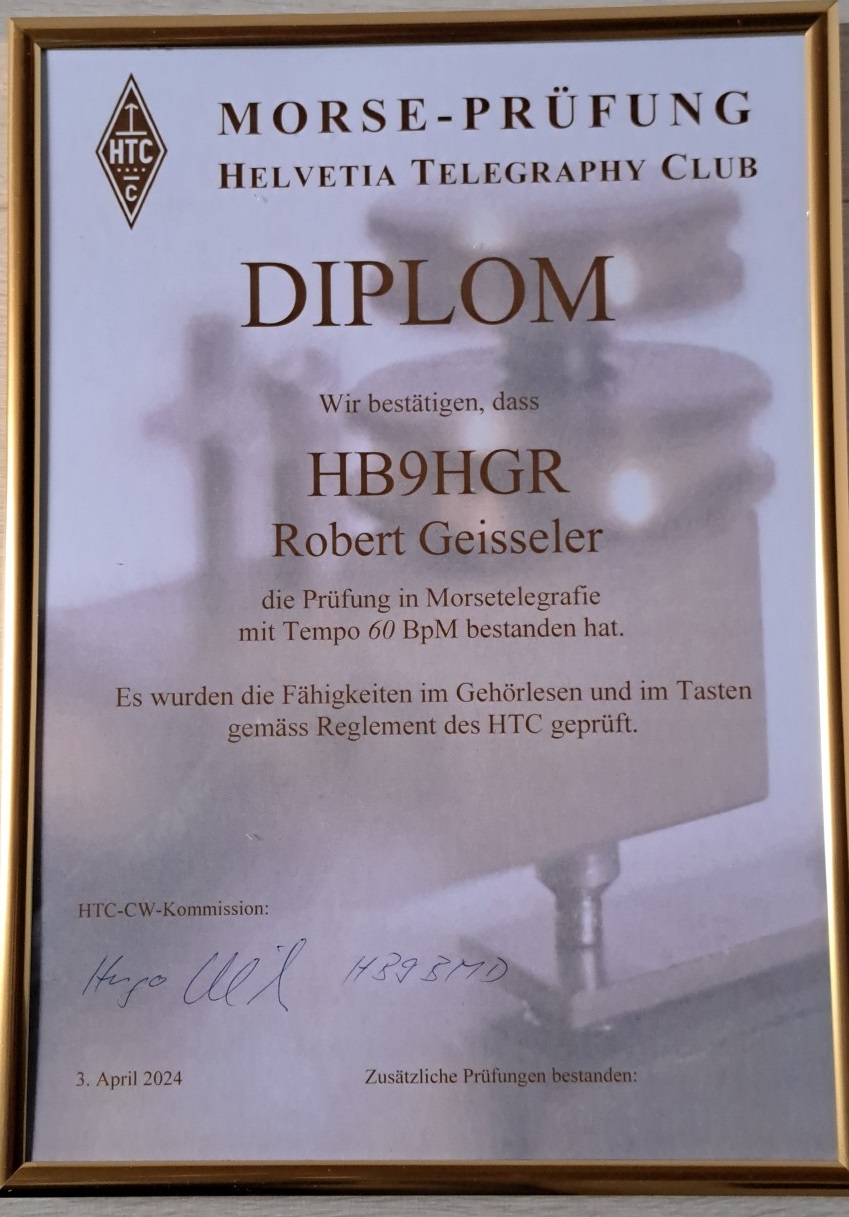 HTC
C
MORSE-PRÜFUNG
HELVETIA TELEGRAPHY CLUB
DIPLOM
Wir bestätigen, dass
HB9HGR
Robert Geisseler
die Prüfung in Morsetelegrafie
mit Tempo 60 BpM bestanden hat.
Es wurden die Fähigkeiten im Gehörlesen und im Tasten
gemäss Reglement des HTC geprüft.
HTC-CW-Kommission:
Hugo HB9BMD
3. April 2024
Zusätzliche Prüfungen bestanden: